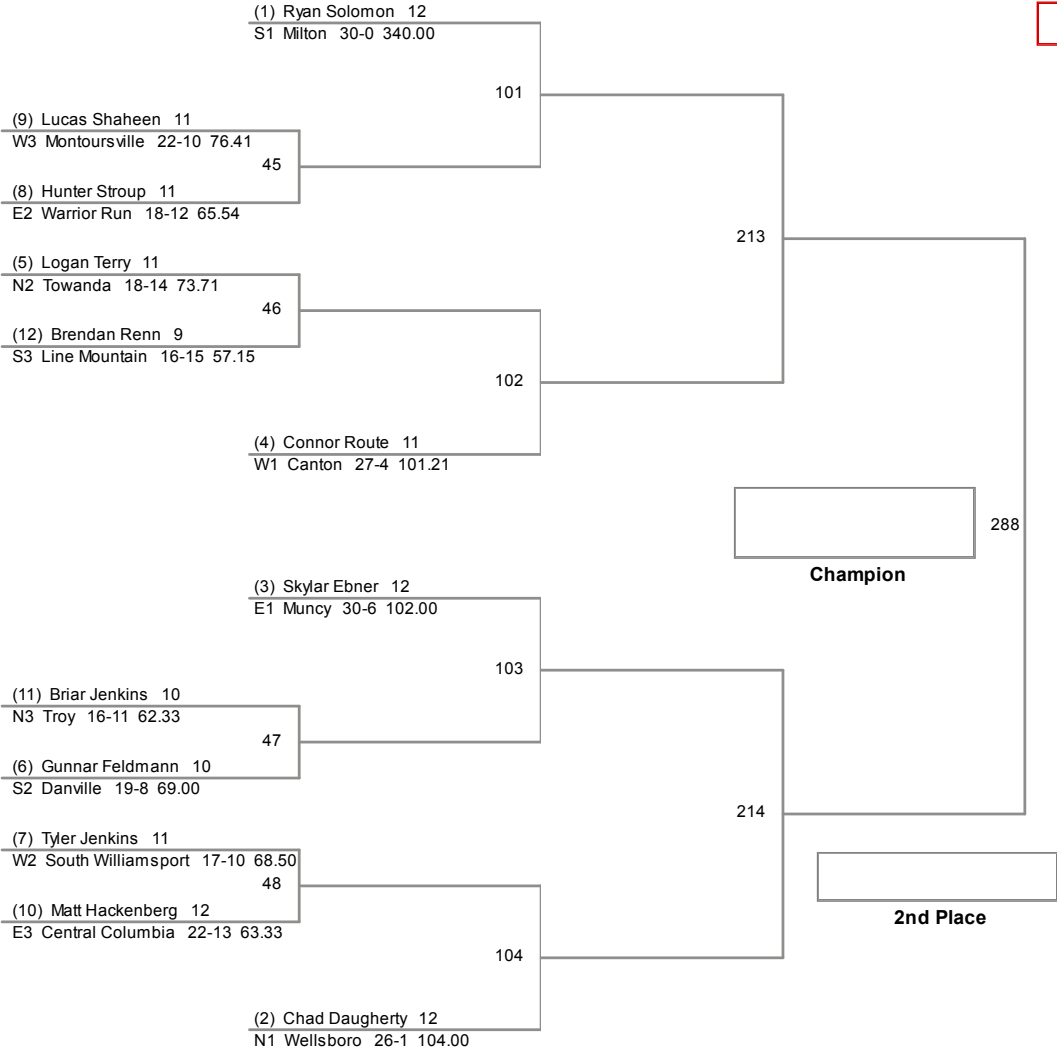 (1) Ryan Solomon 12
S1 Milton 30-0 340.00
101
(9) Lucas Shaheen 11
W3 Montoursville 22-10 76.41
45
(8) Hunter Stroup 11
E2 Warrior Run 18-12 65.54
213
(5) Logan Terry 11
N2 Towanda 18-14 73.71
46
(12) Brendan Renn 9
S3 Line Mountain 16-15 57.15
102
(4) Connor Route 11
W1 Canton 27-4 101.21
288
Champion
(3) Skylar Ebner 12
E1 Muncy 30-6 102.00
103
(11) Briar Jenkins 10
N3 Troy 16-11 62.33
47
(6) Gunnar Feldmann 10
S2 Danville 19-8 69.00
214
(7) Tyler Jenkins 11
W2 South Williamsport 17-10 68.50
48
(10) Matt Hackenberg 12
E3 Central Columbia 22-13 63.33
2nd Place
104
(2) Chad Daugherty 12
N1 Wellsboro 26-1 104.00